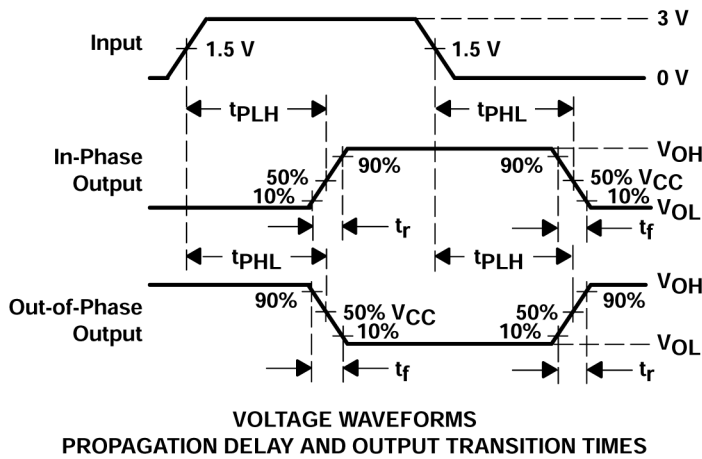 3 V
Input
1.5 V
1.5 V
0 V
tPLH
tPHL
In-Phase
Output
VOH
90%
90%
50%
50% VCC
10%
10%
VOL
tr
tf
tPHL
tPLH
Out-of-Phase
Output
VOH
90%
90%
50% VCC
50%
10%
10%
VOL
tf
tr
VOLTAGE WAVEFORMS
PROPAGATION DELAY AND OUTPUT TRANSITION TIMES